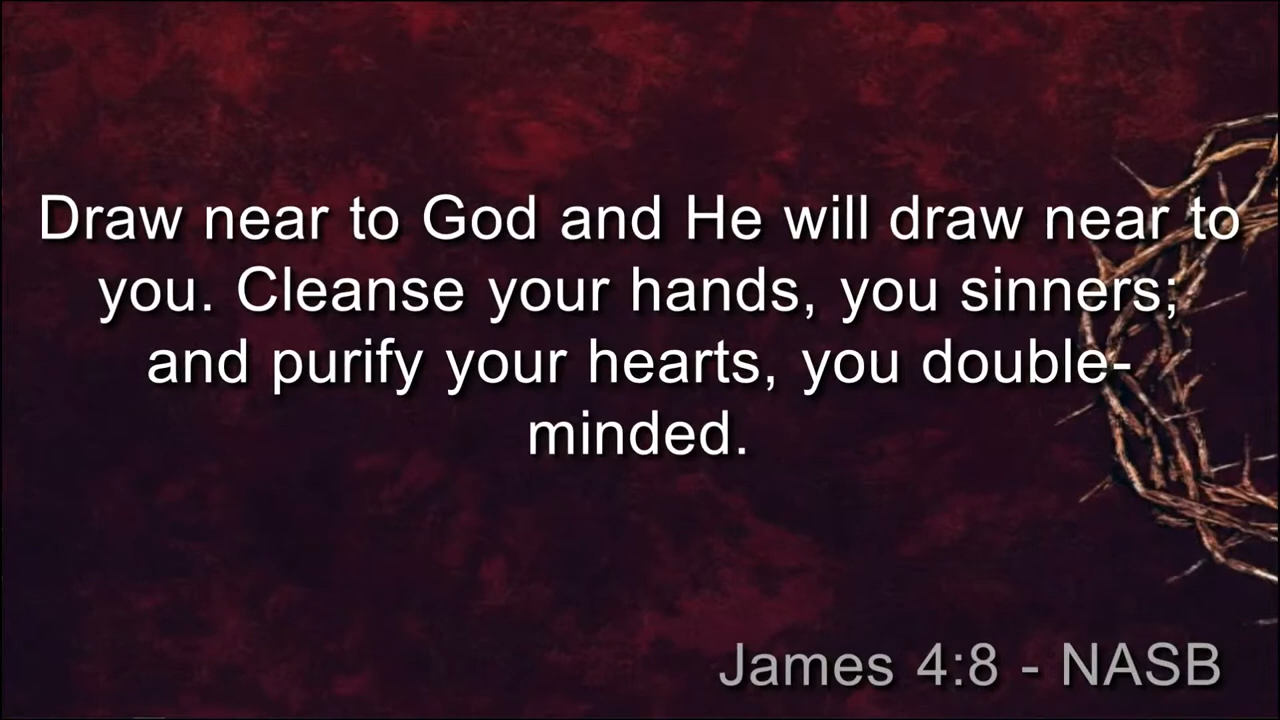 Draw near to God and He will draw near to
you. Cleanse your hands, you sinners;
and purify your hearts, you double-
minded.
James 4:8 - NASB